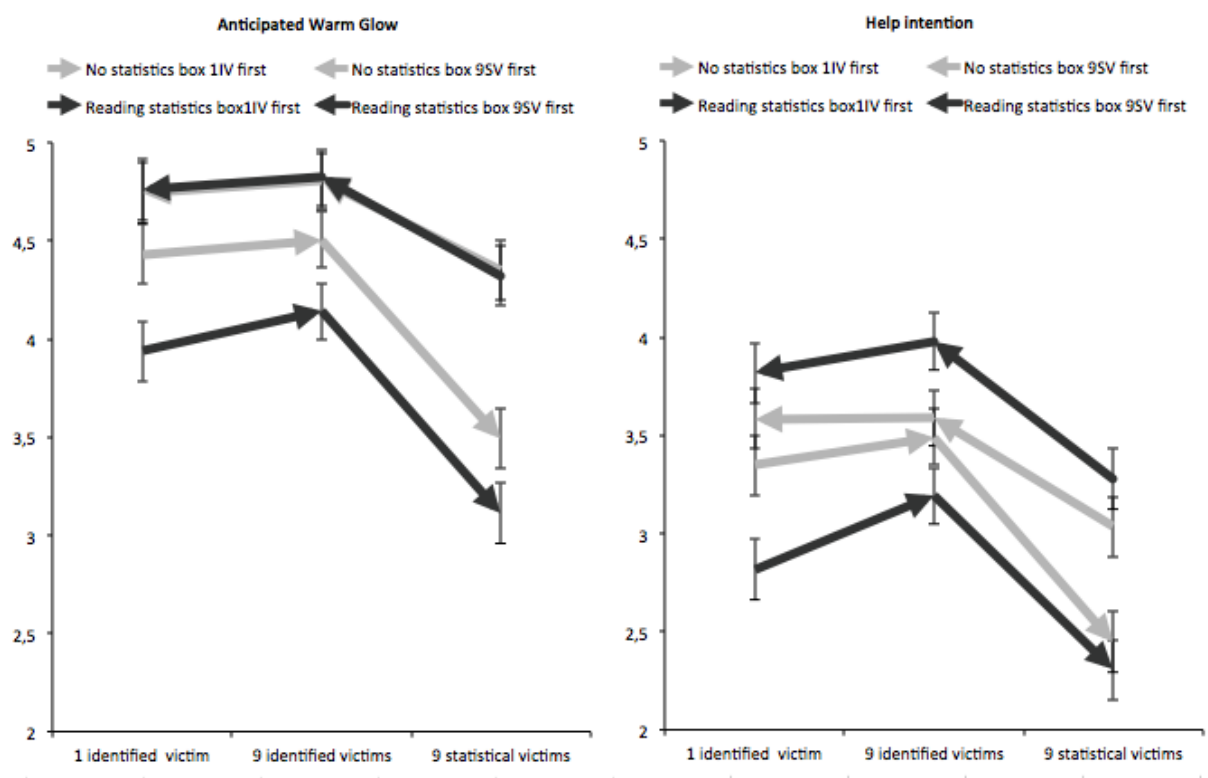 Anticipated Warm Glow
No statistics box 1IV first
No statistics box 9SV first
Reading statistics box1IV first
Reading statistics box 9SV first
5
4,5
4
3,5
3
2,5
2
1 identified victim
9 identified victims
9 statistical victims
Help intention
No statistics box 1IV first
No statistics box 9SV first
Reading statistics box1IV first
Reading statistics box 9SV first
5
4,5
4
3,5
3
2,5
2
1 identified victim
9 identified victims
9 statistical victims